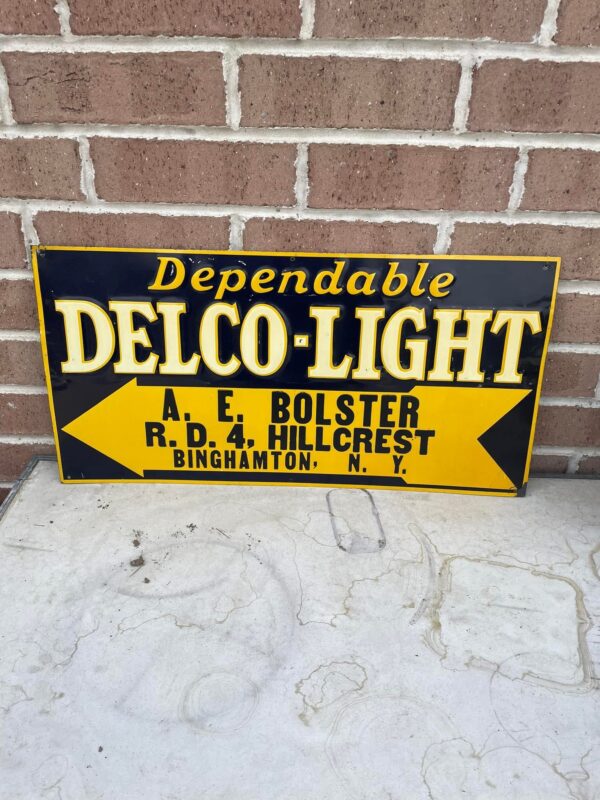 Dependable
DELCO-LIGHT
A. E. BOLSTER
R. D. 4, HILLCREST
BINGHAMTON, N. Y.